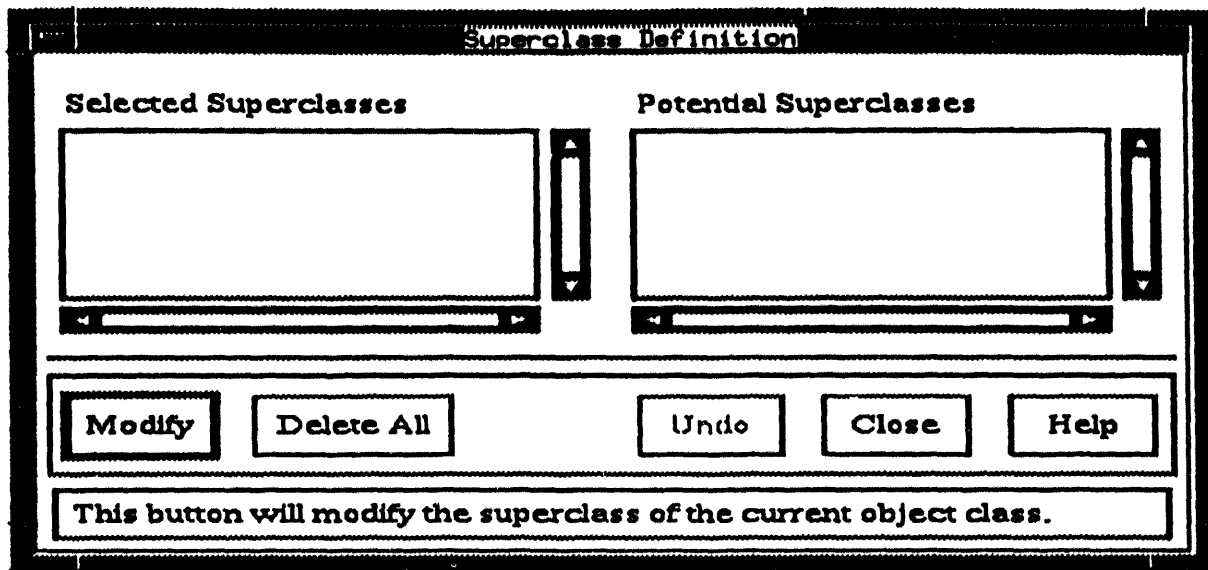 Superclass Definition
Selected Superclasses
Potential Superclasses
Modify
Delete All
Undo
Close
Help
This button will modify the superclass of the current object class.